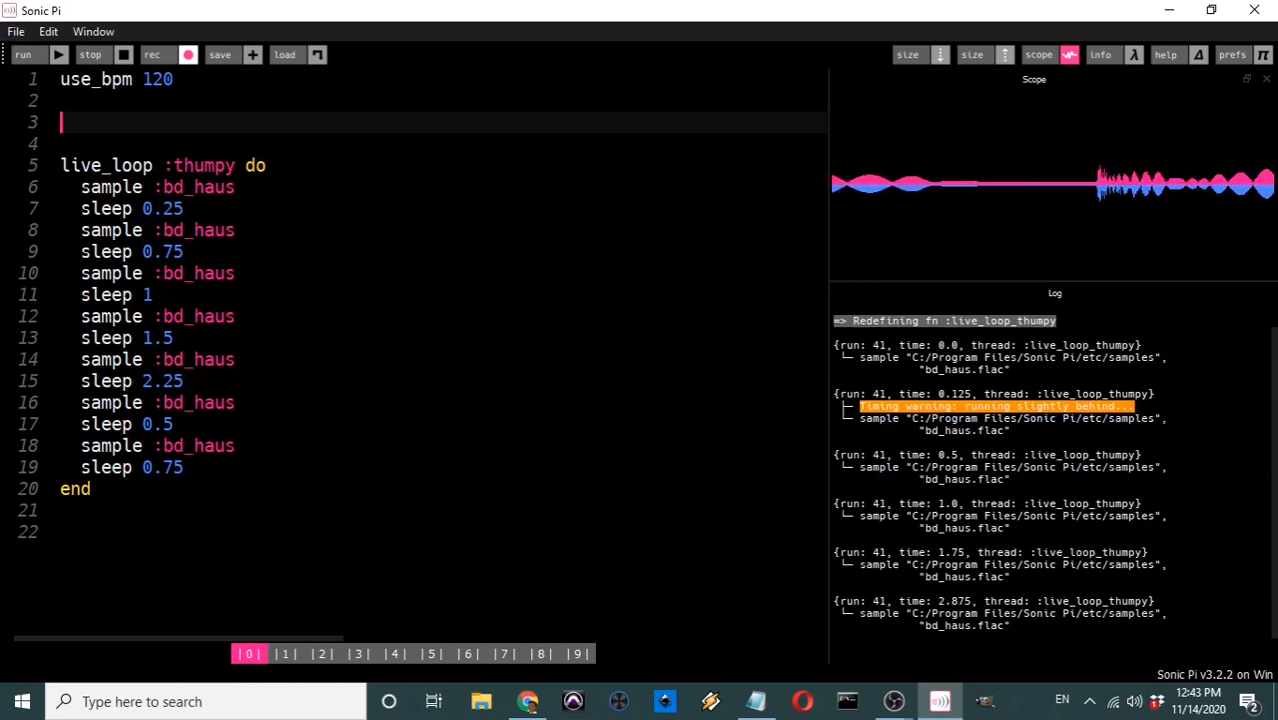 Sonic Pi
File Edit Window
run stop rec save load size size scope info help prefs
1 use_bpm 120
Scope
2
3
4
5 live_loop :thumpy do
6 sample :bd_haus
7 sleep 0.25
8 sample :bd_haus
9 sleep 0.75
10 sample :bd_haus
11 sleep 1
12 sample :bd_haus
13 sleep 1.5
14 sample :bd_haus
15 sleep 2.25
16 sample :bd_haus
17 sleep 0.5
18 sample :bd_haus
19 sleep 0.75
20 end
21
22
Log
=> Redefining fn :live_loop_thumpy
{run: 41, time: 0.0, thread: :live_loop_thumpy}
└─ sample "C:/Program Files/Sonic Pi/etc/samples",
"bd_haus.flac"
{run: 41, time: 0.125, thread: :live_loop_thumpy}
├─ Timing warning: running slightly behind...
└─ sample "C:/Program Files/Sonic Pi/etc/samples",
"bd_haus.flac"
{run: 41, time: 0.5, thread: :live_loop_thumpy}
└─ sample "C:/Program Files/Sonic Pi/etc/samples",
"bd_haus.flac"
{run: 41, time: 1.0, thread: :live_loop_thumpy}
└─ sample "C:/Program Files/Sonic Pi/etc/samples",
"bd_haus.flac"
{run: 41, time: 1.75, thread: :live_loop_thumpy}
└─ sample "C:/Program Files/Sonic Pi/etc/samples",
"bd_haus.flac"
{run: 41, time: 2.875, thread: :live_loop_thumpy}
└─ sample "C:/Program Files/Sonic Pi/etc/samples",
"bd_haus.flac"
|0| |1| |2| |3| |4| |5| |6| |7| |8| |9|
Sonic Pi v3.2.2 on Win
Type here to search
EN
12:43 PM
11/14/2020
2